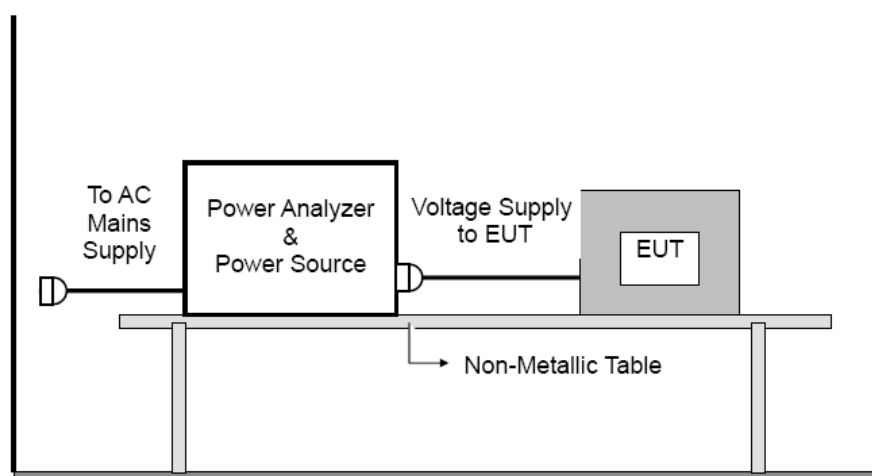 To AC
Mains
Supply
Power Analyzer
&
Power Source
Voltage Supply
to EUT
EUT
Non-Metallic Table